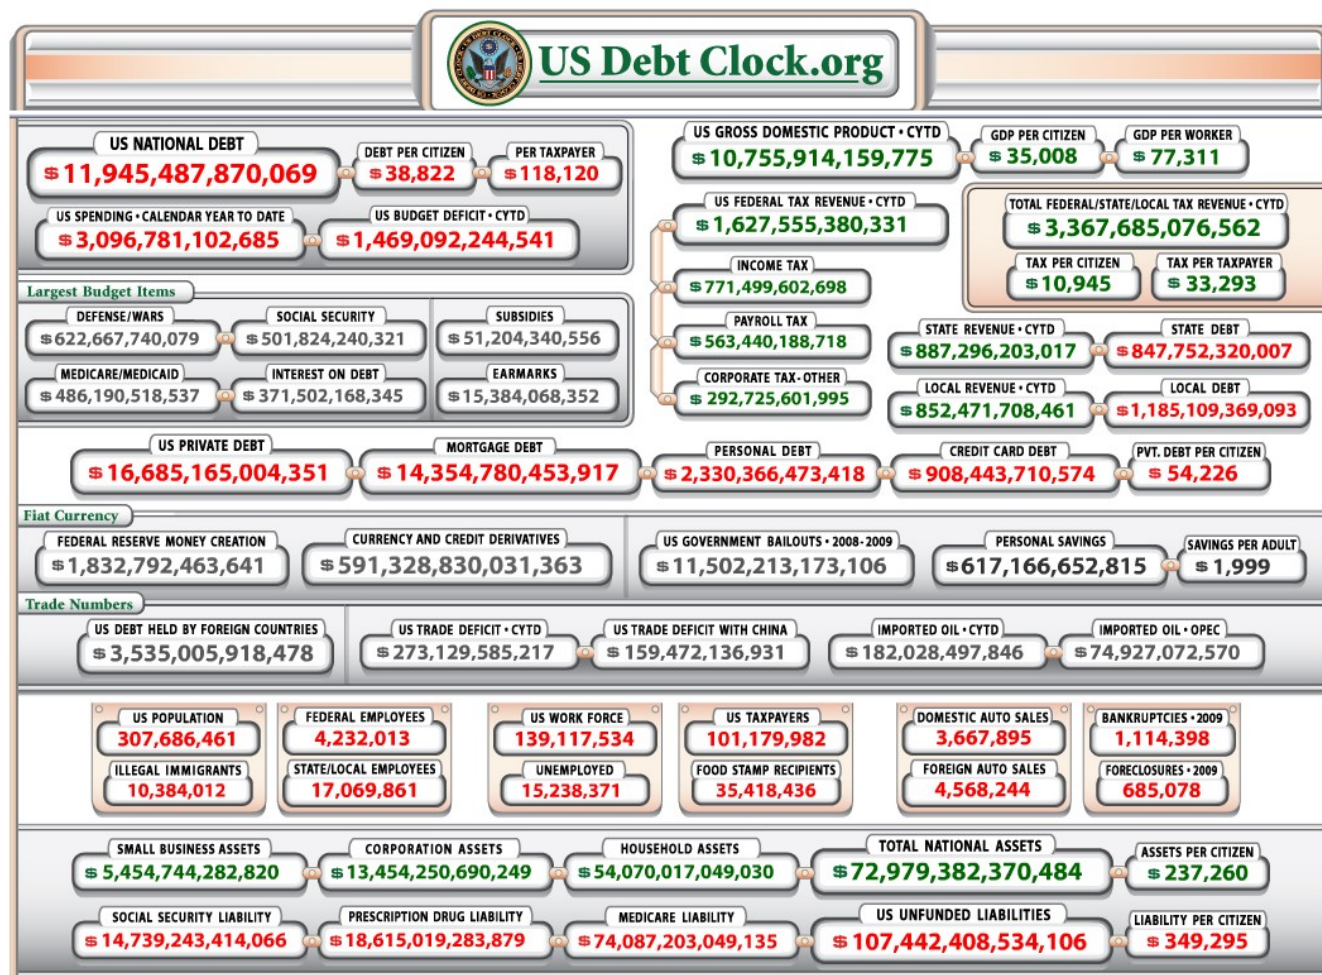 US Debt Clock.org
US NATIONAL DEBT
$11,945,487,870,069
DEBT PER CITIZEN
$38,822
PER TAXPAYER
$118,120
US SPENDING • CALENDAR YEAR TO DATE
$3,096,781,102,685
US BUDGET DEFICIT • CYTD
$1,469,092,244,541
US GROSS DOMESTIC PRODUCT • CYTD
$10,755,914,159,775
GDP PER CITIZEN
$35,008
GDP PER WORKER
$77,311
US FEDERAL TAX REVENUE • CYTD
$1,627,555,380,331
INCOME TAX
$771,499,602,698
PAYROLL TAX
$563,440,188,718
CORPORATE TAX-OTHER
$292,725,601,995
TOTAL FEDERAL/STATE/LOCAL TAX REVENUE • CYTD
$3,367,685,076,562
TAX PER CITIZEN
$10,945
TAX PER TAXPAYER
$33,293
STATE REVENUE • CYTD
$887,296,203,017
STATE DEBT
$847,752,320,007
LOCAL REVENUE • CYTD
$852,471,708,461
LOCAL DEBT
$1,185,109,369,093
Largest Budget Items
DEFENSE/WARS
$622,667,740,079
SOCIAL SECURITY
$501,824,240,321
SUBSIDIES
$51,204,340,556
MEDICARE/MEDICAID
$486,190,518,537
INTEREST ON DEBT
$371,502,168,345
EARMARKS
$15,384,068,352
US PRIVATE DEBT
$16,685,165,004,351
MORTGAGE DEBT
$14,354,780,453,917
PERSONAL DEBT
$2,330,366,473,418
CREDIT CARD DEBT
$908,443,710,574
PVT. DEBT PER CITIZEN
$54,226
Fiat Currency
FEDERAL RESERVE MONEY CREATION
$1,832,792,463,641
CURRENCY AND CREDIT DERIVATIVES
$591,328,830,031,363
US GOVERNMENT BAILOUTS • 2008-2009
$11,502,213,173,106
PERSONAL SAVINGS
$617,166,652,815
SAVINGS PER ADULT
$1,999
Trade Numbers
US DEBT HELD BY FOREIGN COUNTRIES
$3,535,005,918,478
US TRADE DEFICIT • CYTD
$273,129,585,217
US TRADE DEFICIT WITH CHINA
$159,472,136,931
IMPORTED OIL • CYTD
$182,028,497,846
IMPORTED OIL • OPEC
$74,927,072,570
US POPULATION
307,686,461
ILLEGAL IMMIGRANTS
10,384,012
FEDERAL EMPLOYEES
4,232,013
STATE/LOCAL EMPLOYEES
17,069,861
US WORK FORCE
139,117,534
UNEMPLOYED
15,238,371
US TAXPAYERS
101,179,982
FOOD STAMP RECIPIENTS
35,418,436
DOMESTIC AUTO SALES
3,667,895
FOREIGN AUTO SALES
4,568,244
BANKRUPTCIES • 2009
1,114,398
FORECLOSURES • 2009
685,078
SMALL BUSINESS ASSETS
$5,454,744,282,820
CORPORATION ASSETS
$13,454,250,690,249
HOUSEHOLD ASSETS
$54,070,017,049,030
TOTAL NATIONAL ASSETS
$72,979,382,370,484
ASSETS PER CITIZEN
$237,260
SOCIAL SECURITY LIABILITY
$14,739,243,414,066
PRESCRIPTION DRUG LIABILITY
$18,615,019,283,879
MEDICARE LIABILITY
$74,087,203,049,135
US UNFUNDED LIABILITIES
$107,442,408,534,106
LIABILITY PER CITIZEN
$349,295